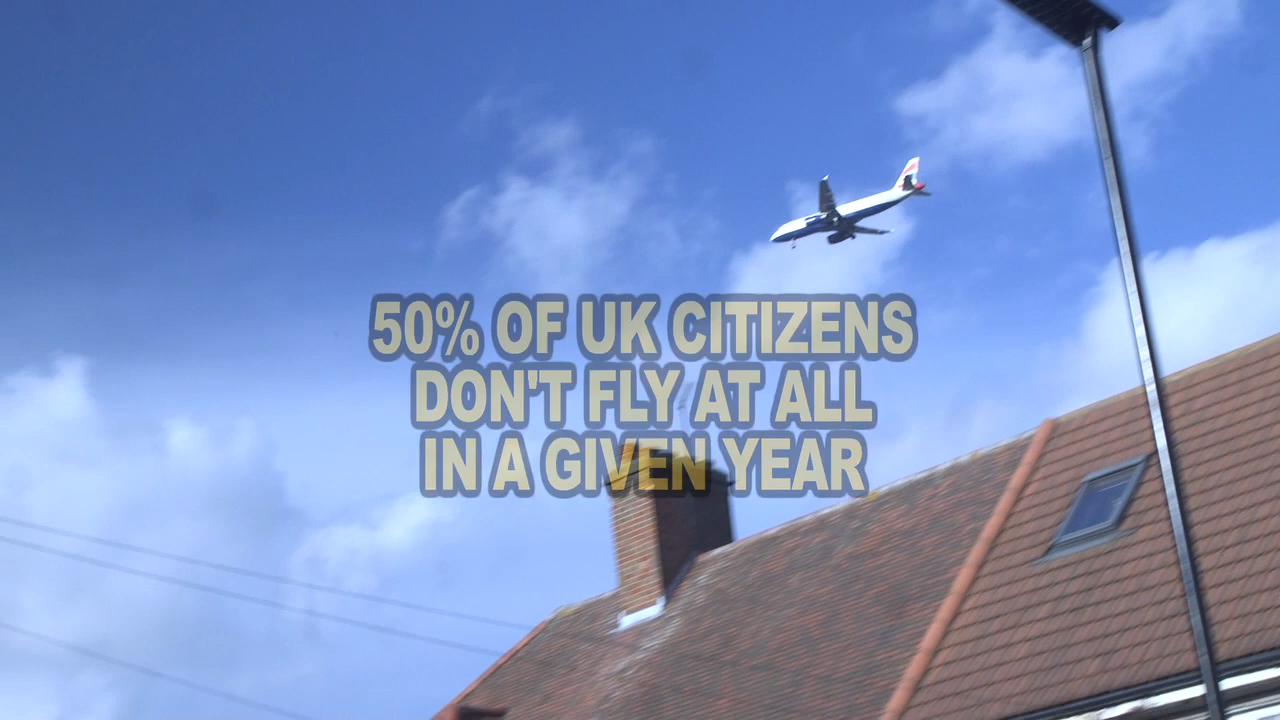 50% OF UK CITIZENS
DON'T FLY AT ALL
IN A GIVEN YEAR